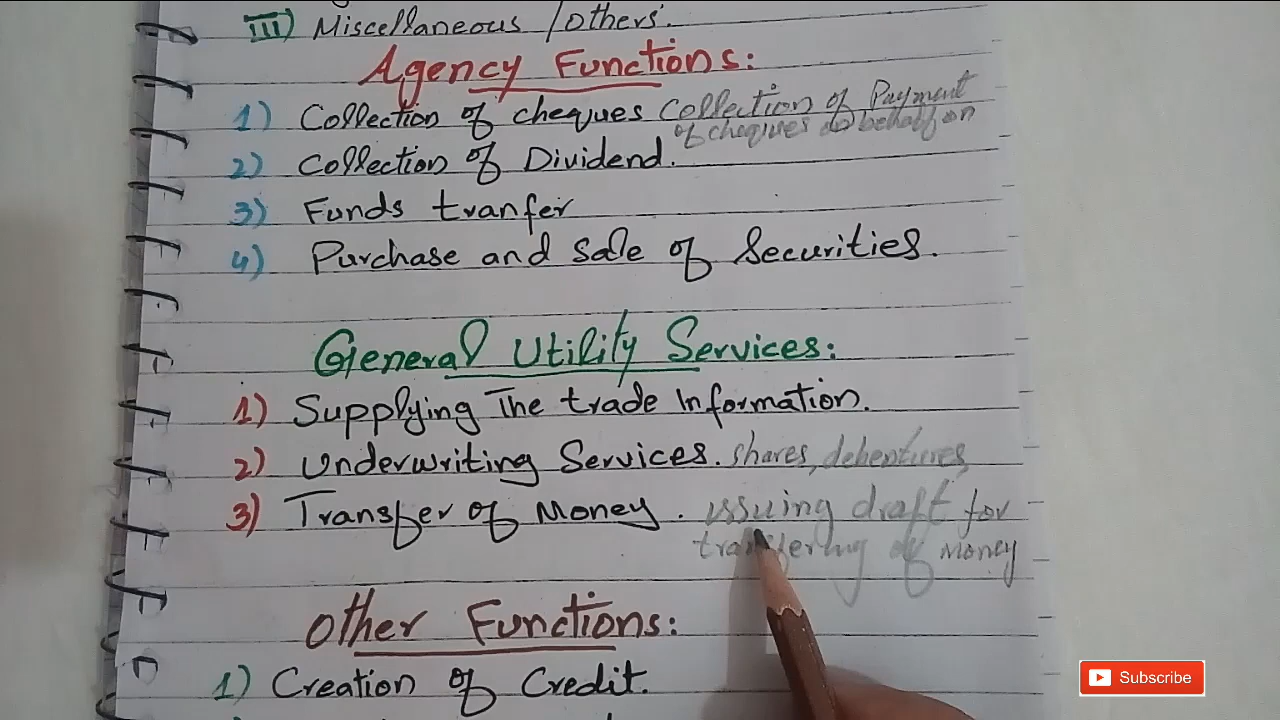 III) Miscellaneous / others.
Agency Functions:
1) Collection of cheques Collection of Payment
of cheques behalf on
2) Collection of Dividend.
3) Funds tranfer
4) Purchase and Sale of Securities.
General Utility Services:
1) Supplying The trade Information.
2) Underwriting Services. shares, debentures
3) Transfer of Money. issuing draft for
transfering of money
Other Functions:
1) Creation of Credit.
Subscribe